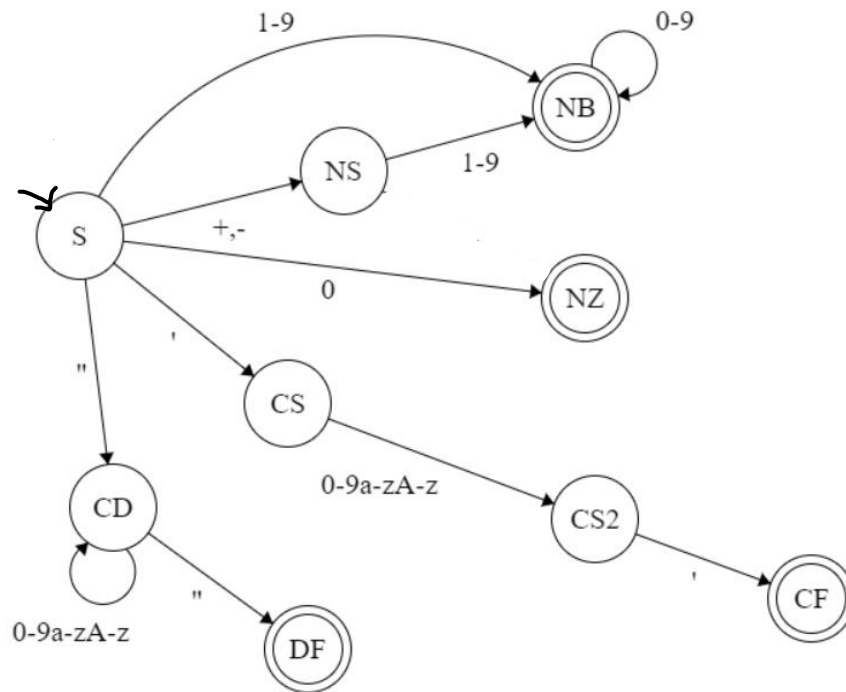 1-9
0-9
NB
NS
1-9
S
+,-
0
NZ
'
"
CS
0-9a-zA-z
CD
CS2
"
'
CF
0-9a-zA-z
DF